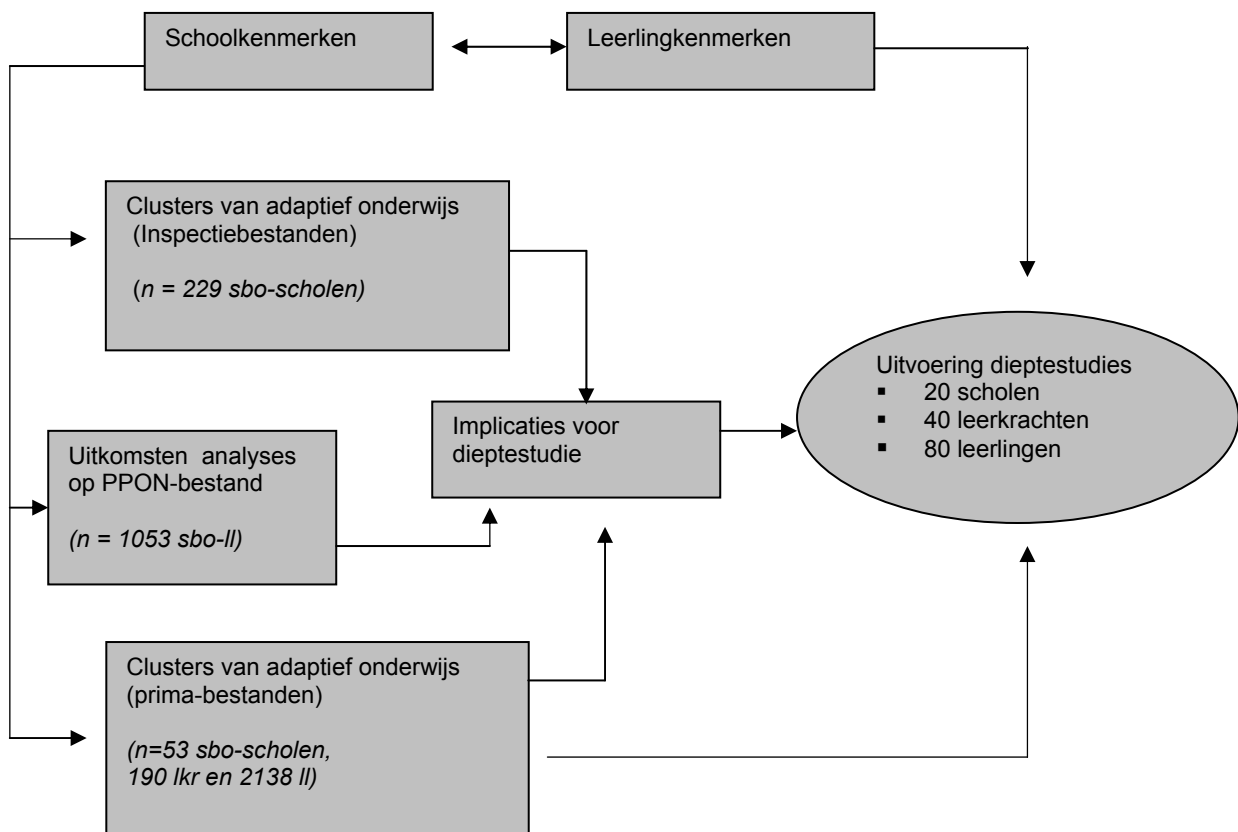 Schoolkenmerken
Leerlingkenmerken
Clusters van adaptief onderwijs
(Inspectiebestanden)
(n = 229 sbo-scholen)
Uitkomsten analyses
op PPON-bestand
(n = 1053 sbo-ll)
Clusters van adaptief onderwijs
(prima-bestanden)
(n=53 sbo-scholen,
190 lkr en 2138 ll)
Implicaties voor
dieptestudie
Uitvoering dieptestudies
▪ 20 scholen
▪ 40 leerkrachten
▪ 80 leerlingen